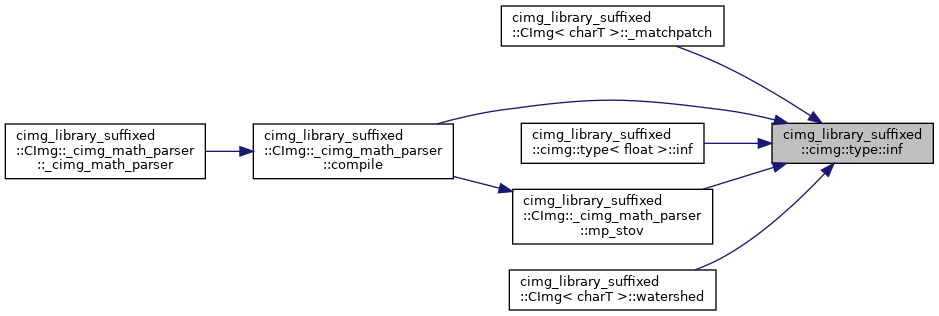 cimg_library_suffixed
::CImg< charT >::_matchpatch
cimg_library_suffixed
::CImg::_cimg_math_parser
::_cimg_math_parser
cimg_library_suffixed
::CImg::_cimg_math_parser
::compile
cimg_library_suffixed
::cimg::type< float >::inf
cimg_library_suffixed
::cimg::type::inf
cimg_library_suffixed
::CImg::_cimg_math_parser
::mp_stov
cimg_library_suffixed
::CImg< charT >::watershed